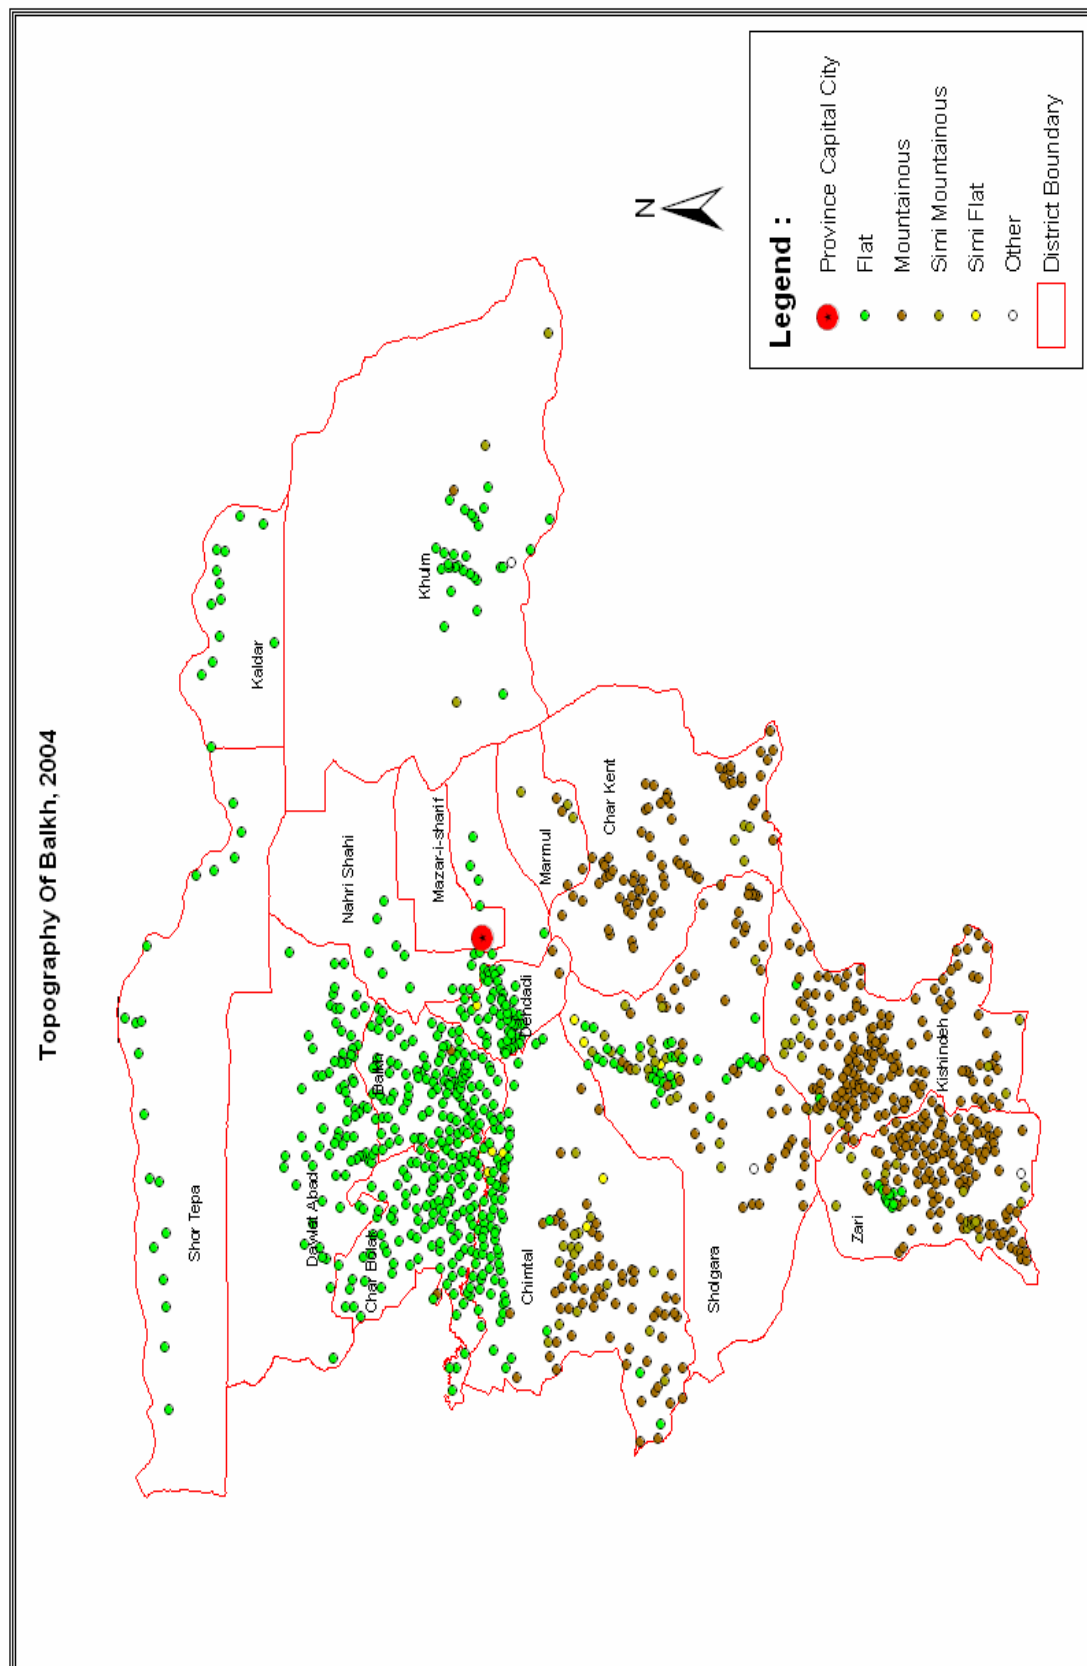 Topography Of Balkh, 2004
Shor Tepa
Kaldar
Dawlat Abad
Nahri Shahi
Char Bolak
Balkh
Khulm
Mazar-i-sharif
Dehdadi
Chimtal
Marmul
Char Kent
Sholgara
Zari
Kishindeh
N
Legend :
Province Capital City
Flat
Mountainous
Simi Mountainous
Simi Flat
Other
District Boundary